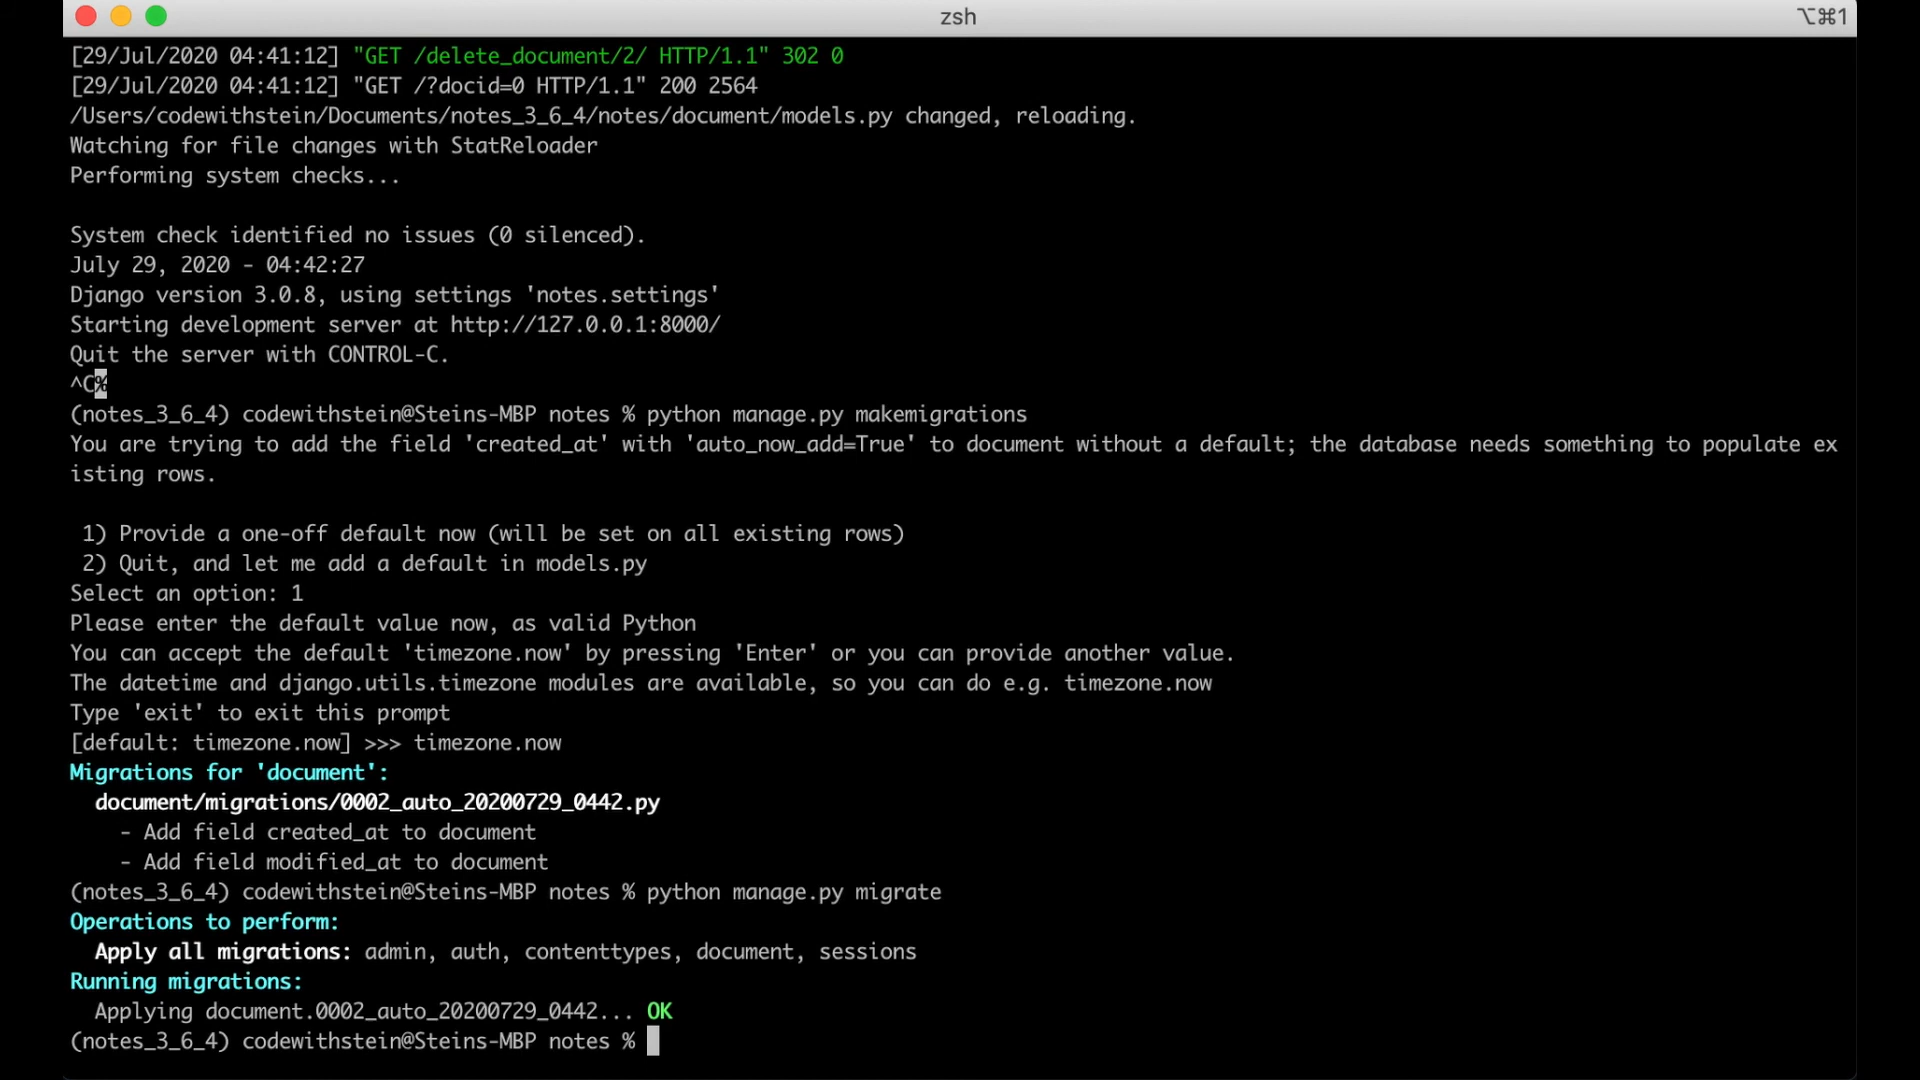 zsh
⌥⌘1
[29/Jul/2020 04:41:12] "GET /delete_document/2/ HTTP/1.1" 302 0
[29/Jul/2020 04:41:12] "GET /?docid=0 HTTP/1.1" 200 2564
/Users/codewithstein/Documents/notes_3_6_4/notes/document/models.py changed, reloading.
Watching for file changes with StatReloader
Performing system checks...
System check identified no issues (0 silenced).
July 29, 2020 - 04:42:27
Django version 3.0.8, using settings 'notes.settings'
Starting development server at http://127.0.0.1:8000/
Quit the server with CONTROL-C.
^C%
(notes_3_6_4) codewithstein@Steins-MBP notes % python manage.py makemigrations
You are trying to add the field 'created_at' with 'auto_now_add=True' to document without a default; the database needs something to populate ex
isting rows.
 1) Provide a one-off default now (will be set on all existing rows)
 2) Quit, and let me add a default in models.py
Select an option: 1
Please enter the default value now, as valid Python
You can accept the default 'timezone.now' by pressing 'Enter' or you can provide another value.
The datetime and django.utils.timezone modules are available, so you can do e.g. timezone.now
Type 'exit' to exit this prompt
[default: timezone.now] >>> timezone.now
Migrations for 'document':
  document/migrations/0002_auto_20200729_0442.py
    - Add field created_at to document
    - Add field modified_at to document
(notes_3_6_4) codewithstein@Steins-MBP notes % python manage.py migrate
Operations to perform:
  Apply all migrations: admin, auth, contenttypes, document, sessions
Running migrations:
  Applying document.0002_auto_20200729_0442... OK
(notes_3_6_4) codewithstein@Steins-MBP notes %